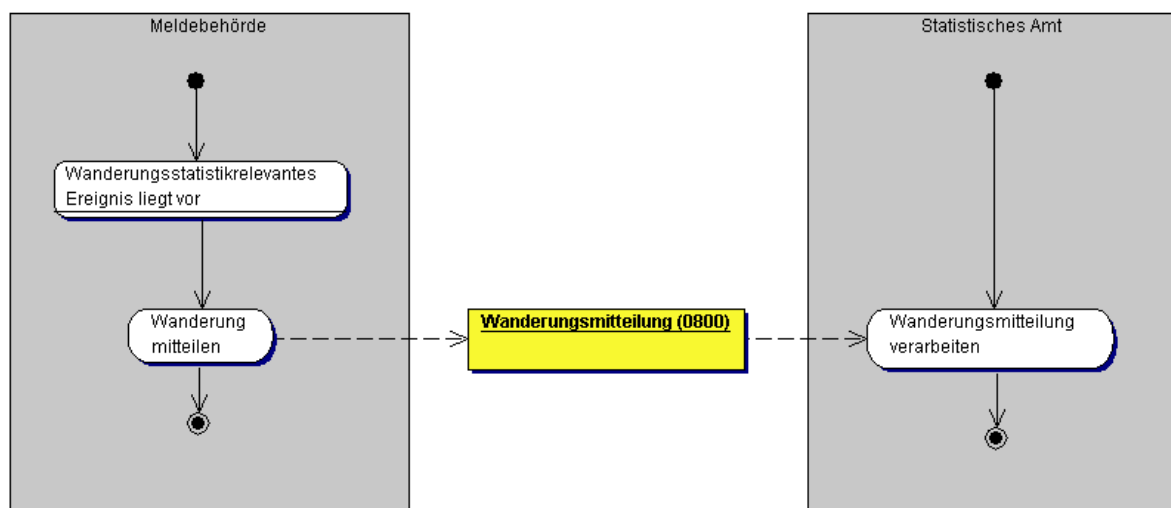 Meldebehörde
Statistisches Amt
Wanderungsstatistikrelevantes
Ereignis liegt vor
Wanderung
mitteilen
Wanderungsmitteilung (0800)
Wanderungsmitteilung
verarbeiten